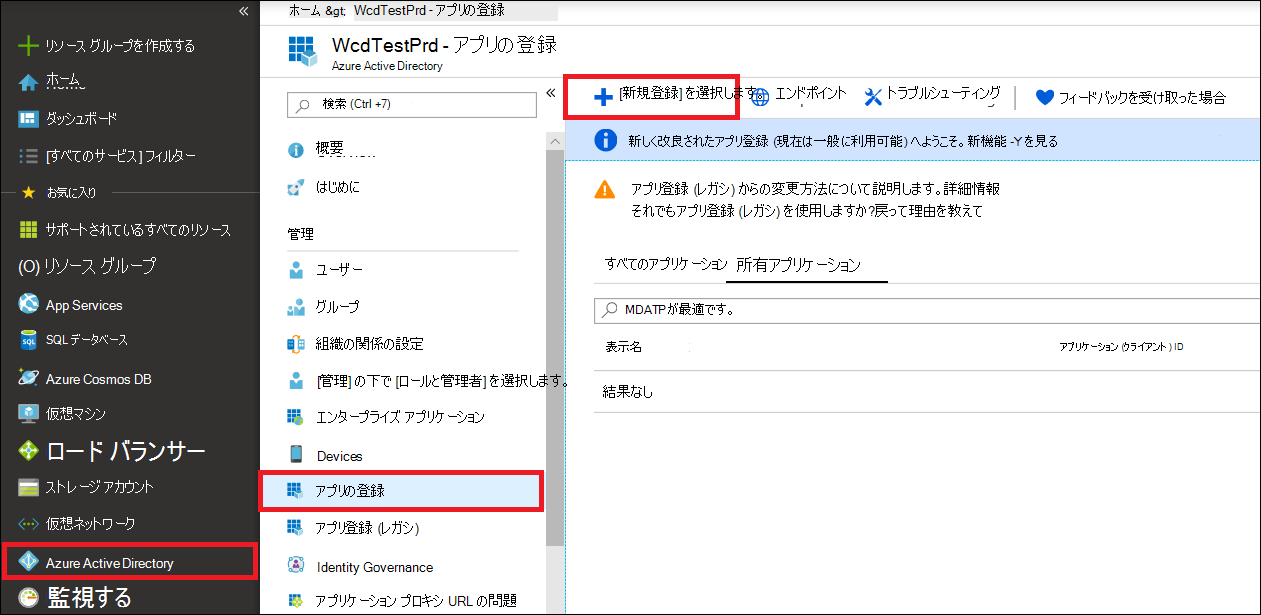 «
リソース グループを作成する
ホーム
ダッシュボード
[すべてのサービス] フィルター
お気に入り
サポートされているすべてのリソース
(O) リソース グループ
App Services
SQL データベース
Azure Cosmos DB
仮想マシン
ロード バランサー
ストレージ アカウント
仮想ネットワーク
Azure Active Directory
監視する
ホーム &gt; WcdTestPrd - アプリの登録
WcdTestPrd - アプリの登録
Azure Active Directory
検索 (Ctrl +7)
«
概要
はじめに
管理
ユーザー
グループ
組織の関係の設定
[管理] の下で [ロールと管理者] を選択します。
エンタープライズ アプリケーション
Devices
アプリの登録
アプリ登録 (レガシ)
Identity Governance
アプリケーション プロキシ URL の問題
[新規登録] を選択します。
エンドポイント
トラブルシューティング
フィードバックを受け取った場合
新しく改良されたアプリ登録 (現在は一般に利用可能) へようこそ。新機能 -Yを見る
アプリ登録 (レガシ) からの変更方法について説明します。詳細情報
それでもアプリ登録 (レガシ) を使用しますか?戻って理由を教えて
すべてのアプリケーション 所有アプリケーション
MDATPが最適です。
表示名 アプリケーション (クライアント) ID
結果なし